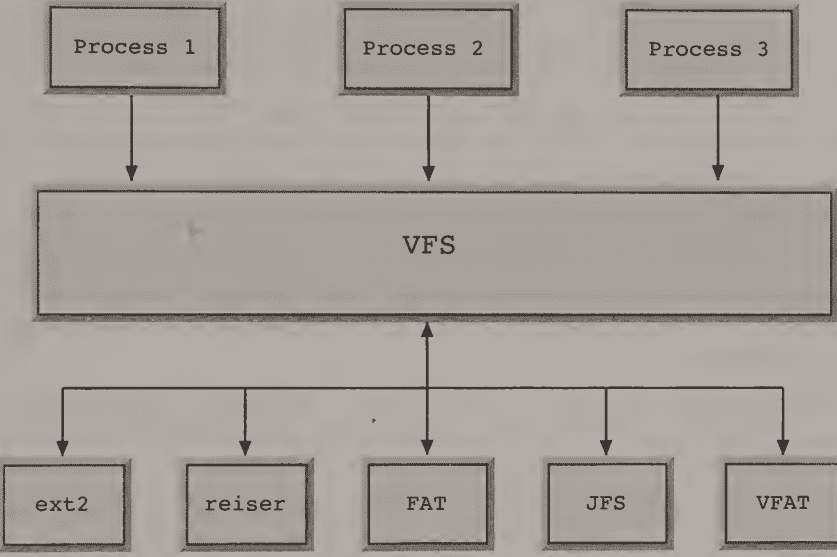 Process 1
Process 2
Process 3
VFS
ext2
reiser
FAT
JFS
VFAT